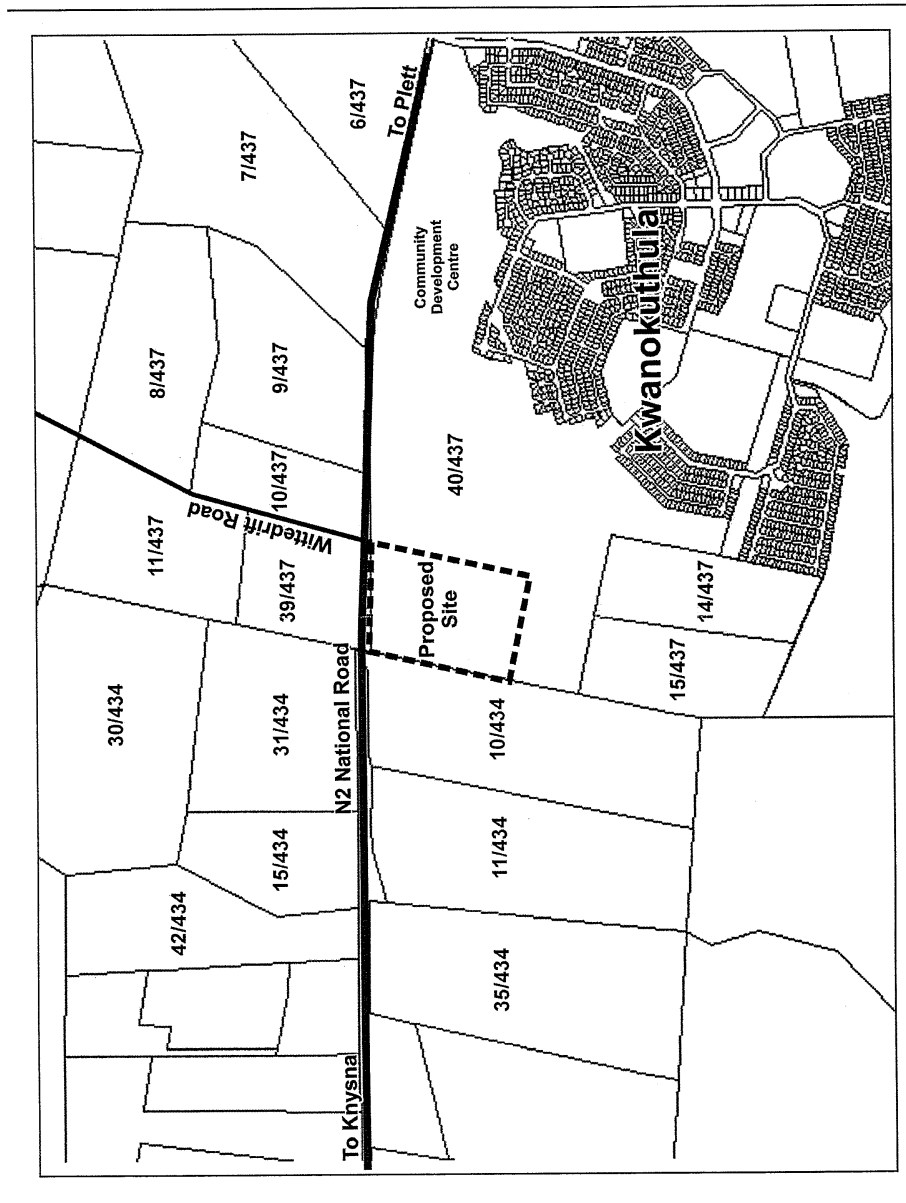 6/437
7/437
To Plett
Community
Development
Centre
Kwanokuthula
8/437
9/437
10/437
40/437
Wittedrift Road
11/437
39/437
Proposed
Site
14/437
15/437
N2 National Road
30/434
31/434
10/434
15/434
11/434
42/434
35/434
To Knysna